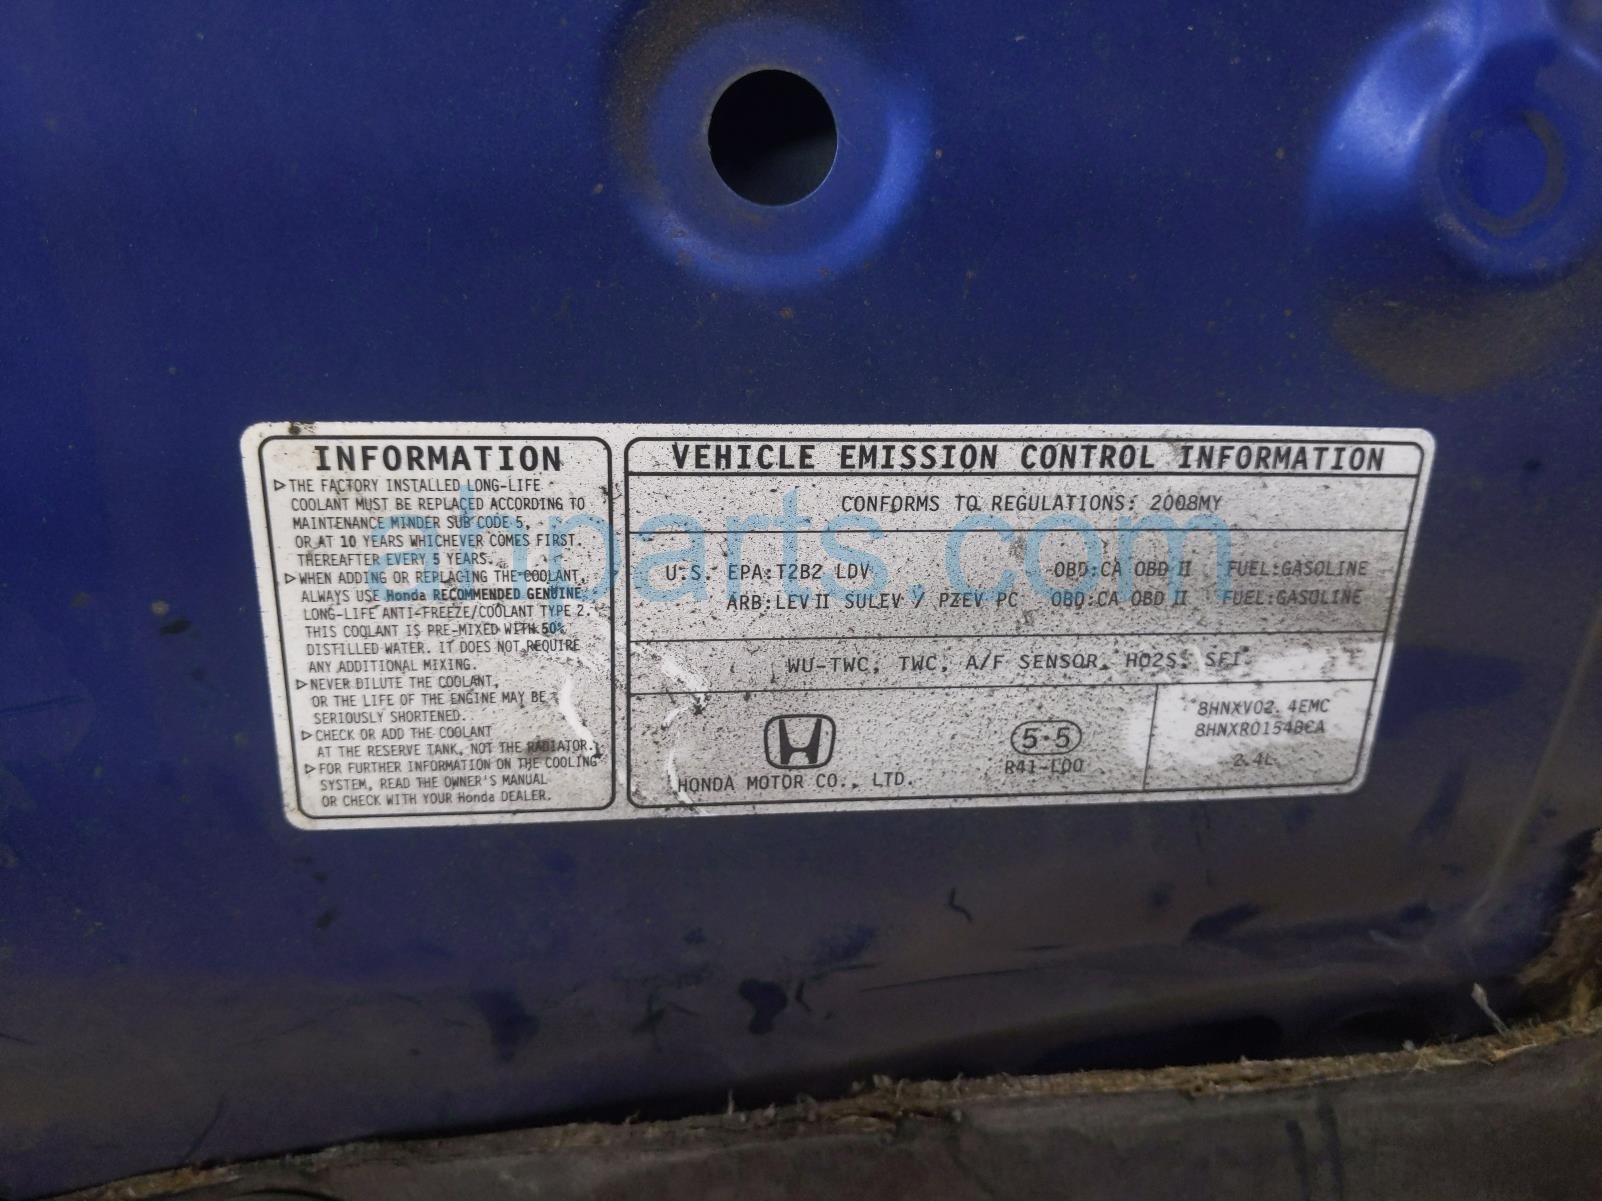 INFORMATION
▷THE FACTORY INSTALLED LONG-LIFE
COOLANT MUST BE REPLACED ACCORDING TO
MAINTENANCE MINDER SUB CODE 5,
OR AT 10 YEARS WHICHEVER COMES FIRST.
THEREAFTER EVERY 5 YEARS.
▷WHEN ADDING OR REPLACING THE COOLANT,
ALWAYS USE Honda RECOMMENDED GENUINE
LONG-LIFE ANTI-FREEZE/COOLANT TYPE 2.
THIS COOLANT IS PRE-MIXED WITH 50%
DISTILLED WATER. IT DOES NOT REQUIRE
ANY ADDITIONAL MIXING.
▷NEVER DILUTE THE COOLANT,
OR THE LIFE OF THE ENGINE MAY BE
SERIOUSLY SHORTENED.
▷CHECK OR ADD THE COOLANT
AT THE RESERVE TANK, NOT THE RADIATOR.
▷FOR FURTHER INFORMATION ON THE COOLING
SYSTEM, READ THE OWNER'S MANUAL
OR CHECK WITH YOUR Honda DEALER.
VEHICLE EMISSION CONTROL INFORMATION
CONFORMS TO REGULATIONS: 2008MY
U.S. EPA:T2B2 LDV OBD:CA OBD II FUEL:GASOLINE
ARB:LEV II SULEV / PZEV PC OBD:CA OBD II FUEL:GASOLINE
WU-TWC, TWC, A/F SENSOR, HO2S, SFI
HONDA MOTOR CO., LTD.
5·5
R41-L00
8HNXV02.4EMC
8HNXR0154BCA
2.4L
ahparts.com